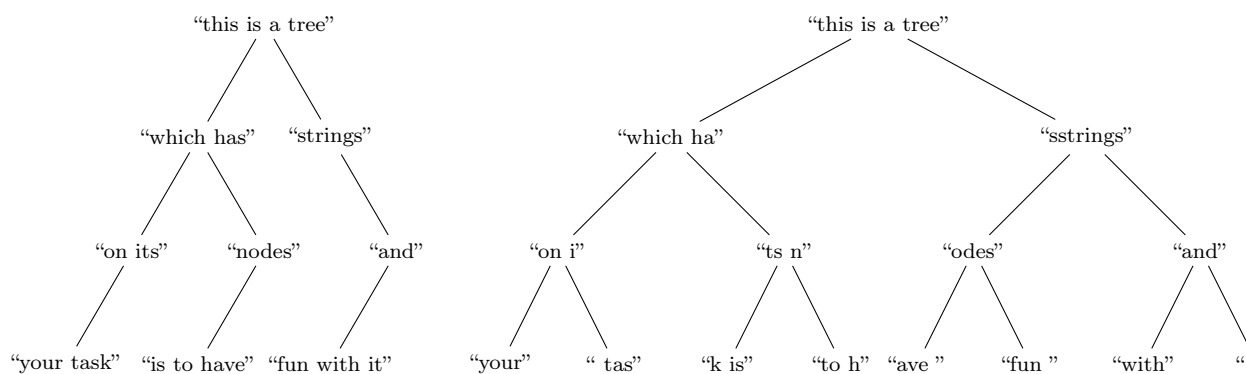 “this is a tree” “this is a tree”
“which has” “strings” “which ha” “sstrings”
“on its” “nodes” “and” “on i” “ts n” “odes” “and”
“your task” “is to have” “fun with it” “your” “ tas” “k is” “to h” “ave ” “fun ” “with” “